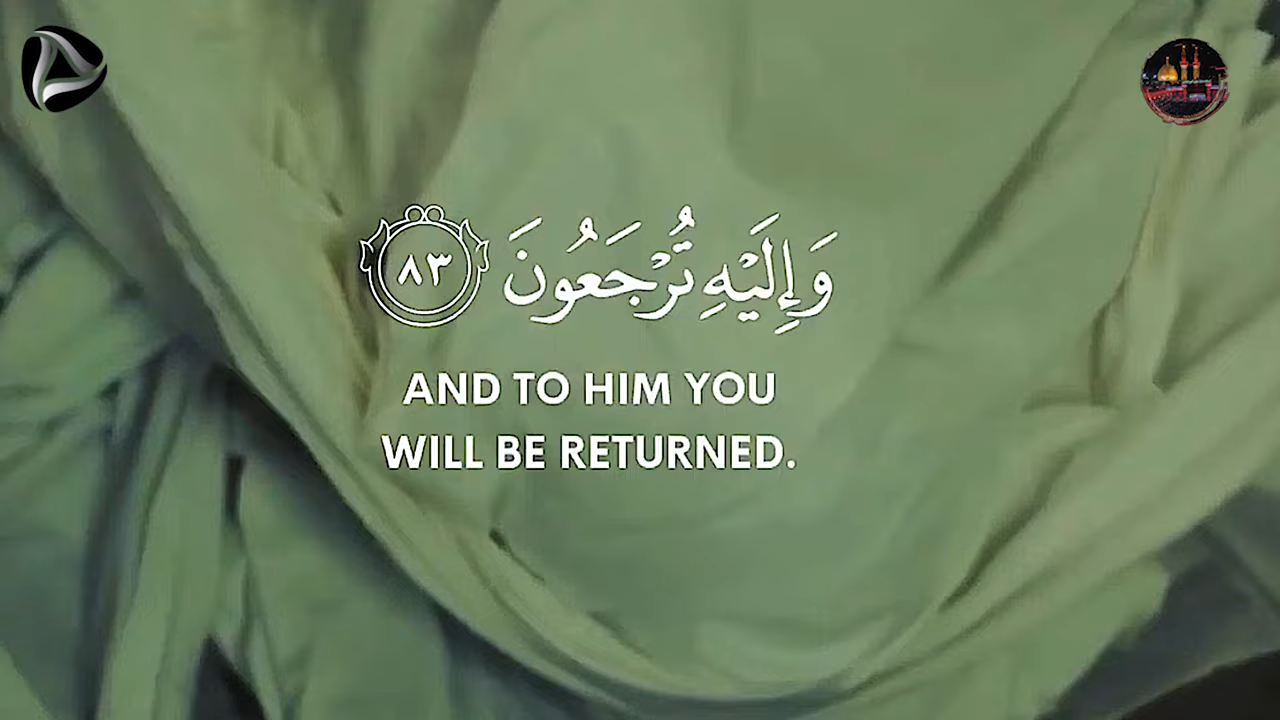 وَإِلَيْهِ تُرْجَعُونَ ٨٣
AND TO HIM YOU
WILL BE RETURNED.